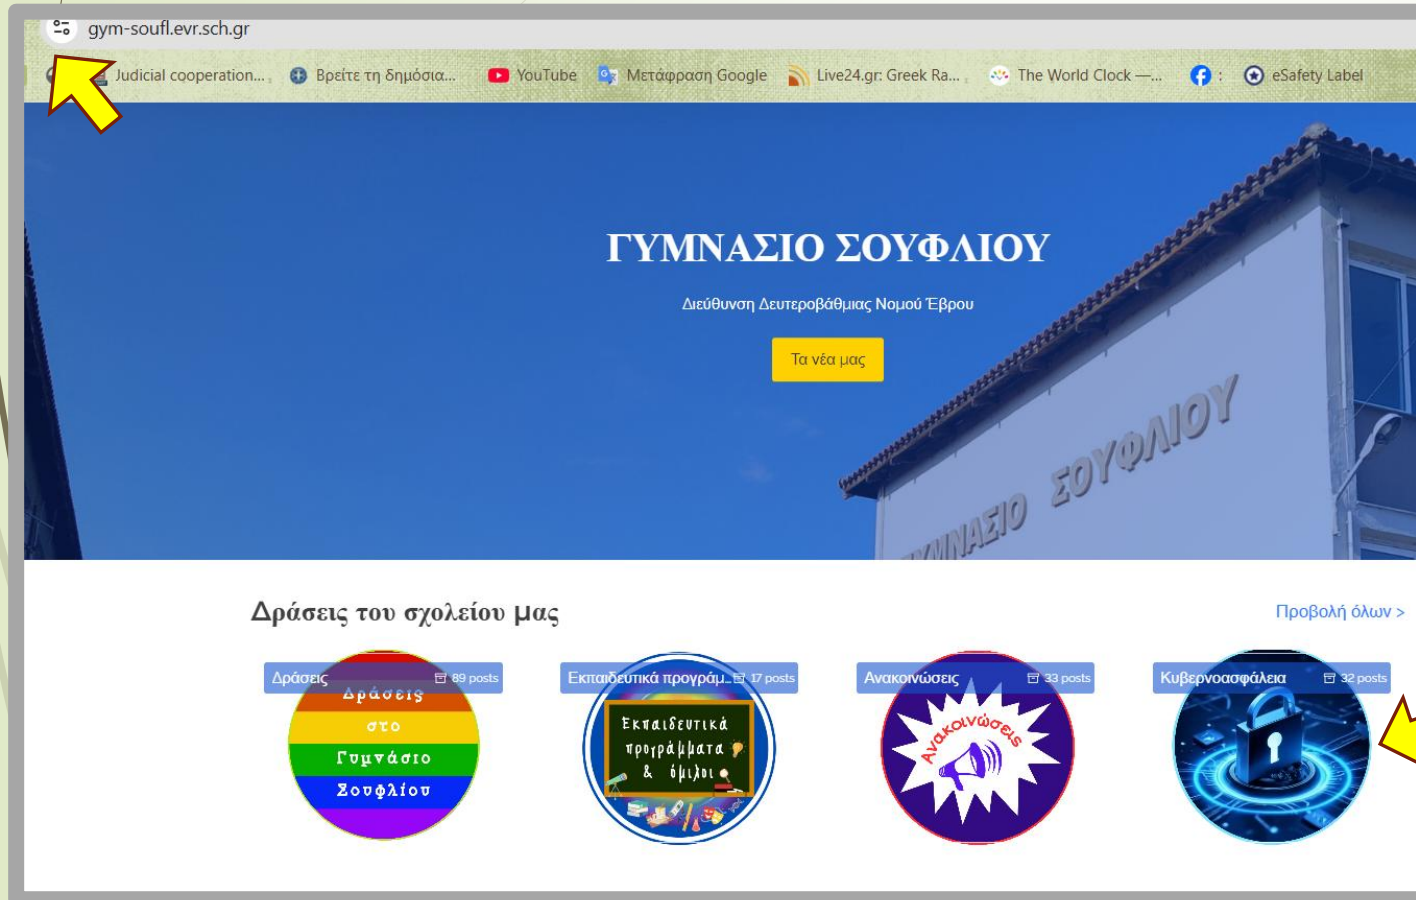 gym-soufl.evr.sch.gr
Judicial cooperation... Βρείτε τη δημόσια... YouTube Μετάφραση Google Live24.gr: Greek Ra... The World Clock —... : eSafety Label
ΓΥΜΝΑΣΙΟ ΣΟΥΦΛΙΟΥ
Διεύθυνση Δευτεροβάθμιας Νομού Έβρου
Τα νέα μας
ΓΥΜΝΑΣΙΟ ΣΟΥΦΛΙΟΥ
Δράσεις του σχολείου μας
Προβολή όλων >
Δράσεις 89 posts
Εκπαιδευτικά προγράμ... 17 posts
Ανακοινώσεις 33 posts
Κυβερνοασφάλεια 32 posts
Δράσεις
στο
Γυμνάσιο
Σουφλίου
Εκπαιδευτικά
προγράμματα
& όμιλοι
Ανακοινώσεις